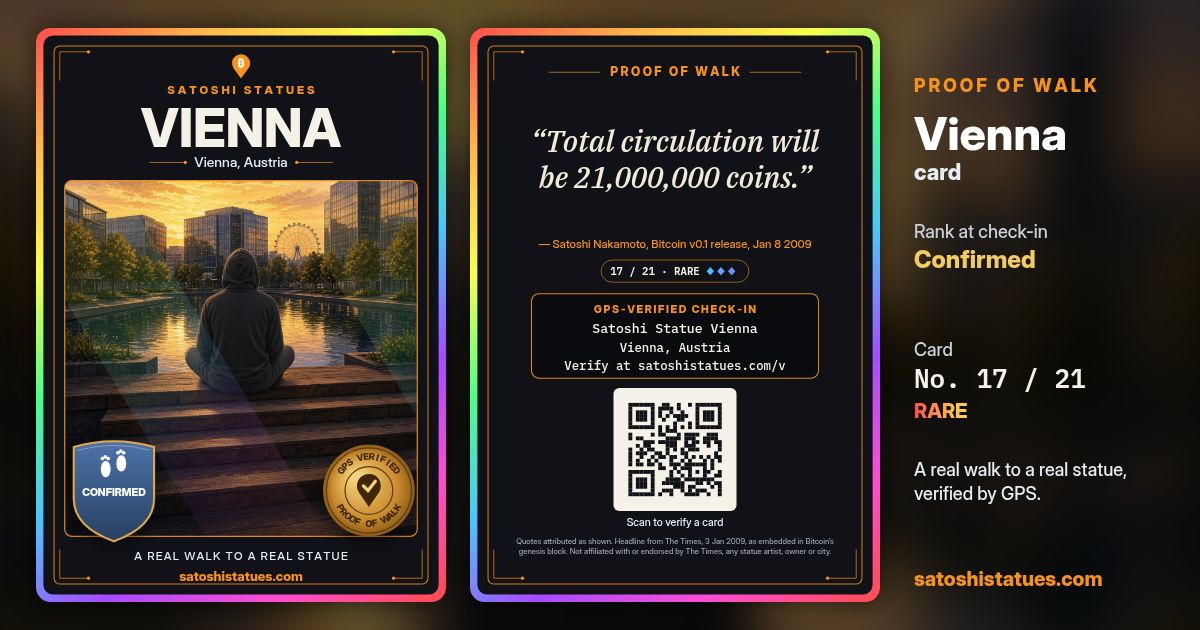 SATOSHI STATUES
VIENNA
Vienna, Austria
CONFIRMED
GPS VERIFIED
PROOF OF WALK
A REAL WALK TO A REAL STATUE
satoshistatues.com
PROOF OF WALK
“Total circulation will
be 21,000,000 coins.”
— Satoshi Nakamoto, Bitcoin v0.1 release, Jan 8 2009
17 / 21 · RARE
GPS-VERIFIED CHECK-IN
Satoshi Statue Vienna
Vienna, Austria
Verify at satoshistatues.com/v
Scan to verify a card
Quotes attributed as shown. Headline from The Times, 3 Jan 2009, as embedded in Bitcoin's
genesis block. Not affiliated with or endorsed by The Times, any statue artist, owner or city.
PROOF OF WALK
Vienna
card
Rank at check-in
Confirmed
Card
No. 17 / 21
RARE
A real walk to a real statue,
verified by GPS.
satoshistatues.com